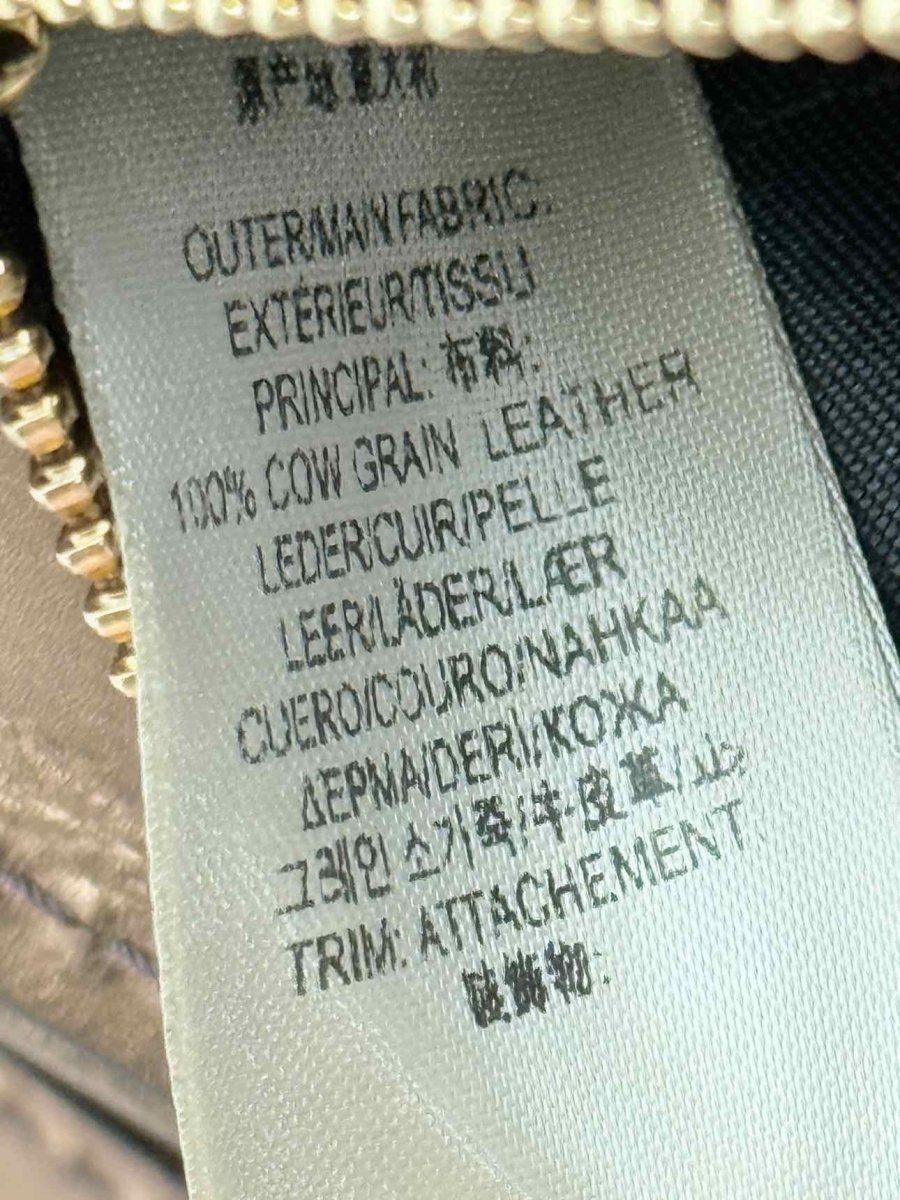 原产地 意大利
OUTER/MAIN FABRIC:
EXTÉRIEUR/TISSU
PRINCIPAL: 布料:
100% COW GRAIN LEATHER
LEDER/CUIR/PELLE
LEER/LÄDER/LÆR
CUERO/COURO/NAHKAA
ΔΕΡΜΑ/DERİ/КОЖА
그레인 소가죽/牛皮革/山
TRIM: ATTACHEMENT: